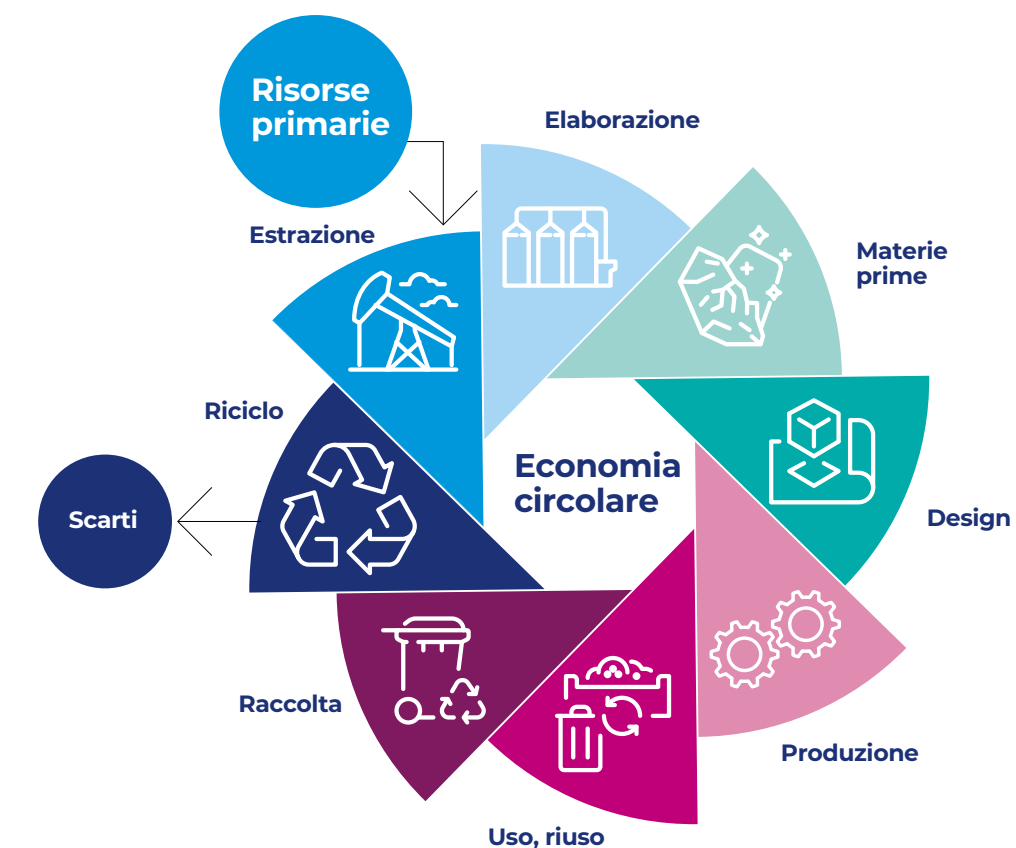 Risorse
primarie
Elaborazione
Estrazione
Materie
prime
Riciclo
Economia
circolare
Scarti
Design
Raccolta
Produzione
Uso, riuso